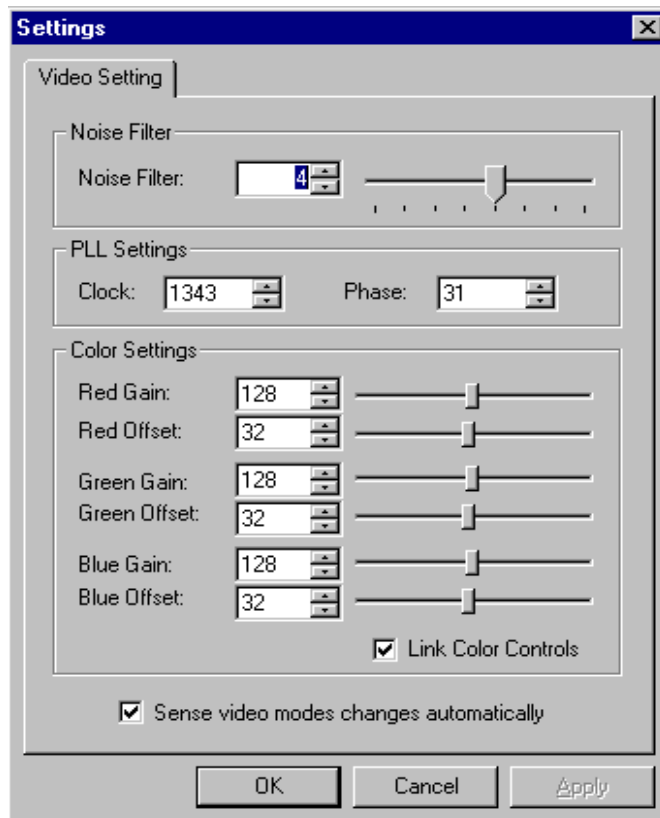 Settings
Video Setting
Noise Filter
Noise Filter: 4
PLL Settings
Clock: 1343 Phase: 31
Color Settings
Red Gain: 128
Red Offset: 32
Green Gain: 128
Green Offset: 32
Blue Gain: 128
Blue Offset: 32
Link Color Controls
Sense video modes changes automatically
OK Cancel Apply